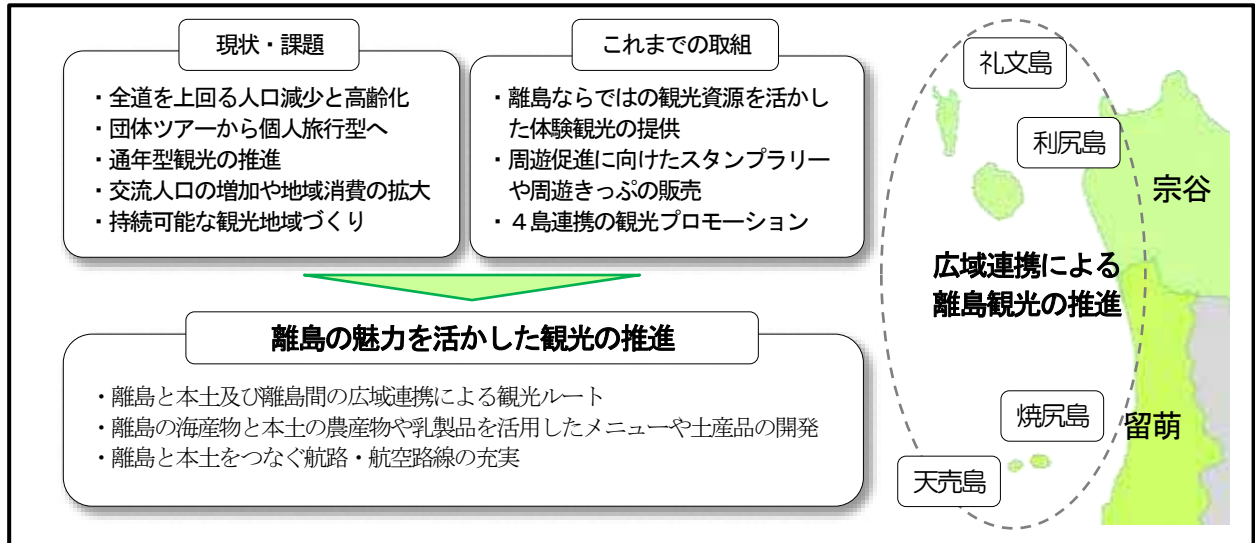 現状・課題
・全道を上回る人口減少と高齢化
・団体ツアーから個人旅行型へ
・通年型観光の推進
・交流人口の増加や地域消費の拡大
・持続可能な観光地域づくり
これまでの取組
・離島ならではの観光資源を活かし
た体験観光の提供
・周遊促進に向けたスタンプラリー
や周遊きっぷの販売
・４島連携の観光プロモーション
離島の魅力を活かした観光の推進
・離島と本土及び離島間の広域連携による観光ルート
・離島の海産物と本土の農産物や乳製品を活用したメニューや土産品の開発
・離島と本土をつなぐ航路・航空路線の充実
礼文島
利尻島
宗谷
広域連携による
離島観光の推進
焼尻島
留萌
天売島